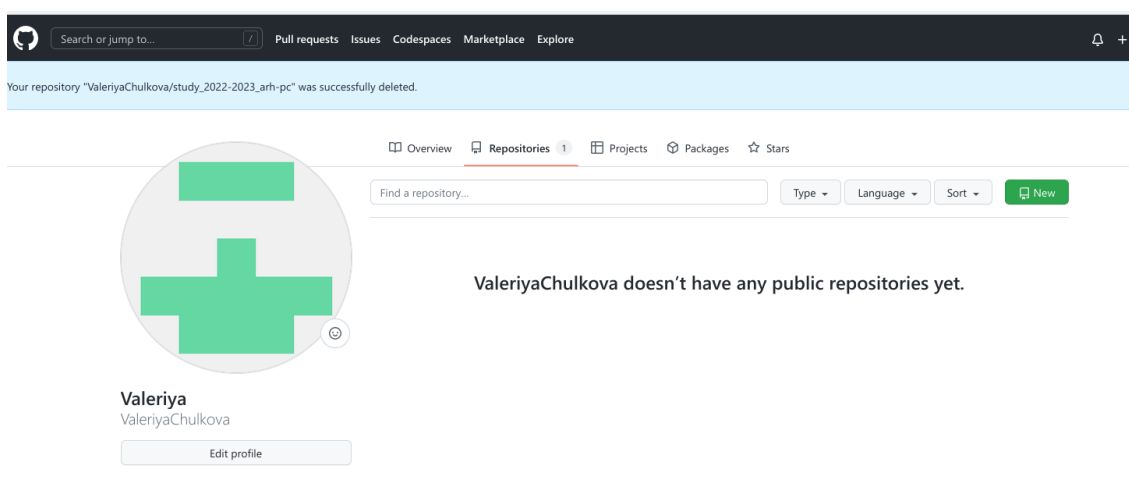 Search or jump to... / Pull requests Issues Codespaces Marketplace Explore
Your repository "ValeriyaChulkova/study_2022-2023_arh-pc" was successfully deleted.
Overview Repositories 1 Projects Packages Stars
Find a repository... Type Language Sort New
ValeriyaChulkova doesn't have any public repositories yet.
Valeriya
ValeriyaChulkova
Edit profile